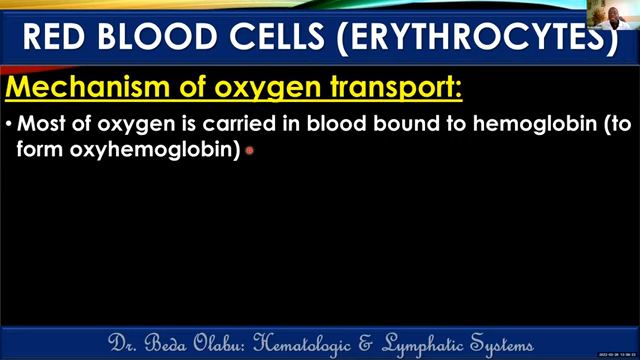 RED BLOOD CELLS (ERYTHROCYTES)
Mechanism of oxygen transport:
• Most of oxygen is carried in blood bound to hemoglobin (to
form oxyhemoglobin)
Dr. Beda Olabu: Hematologic & Lymphatic Systems